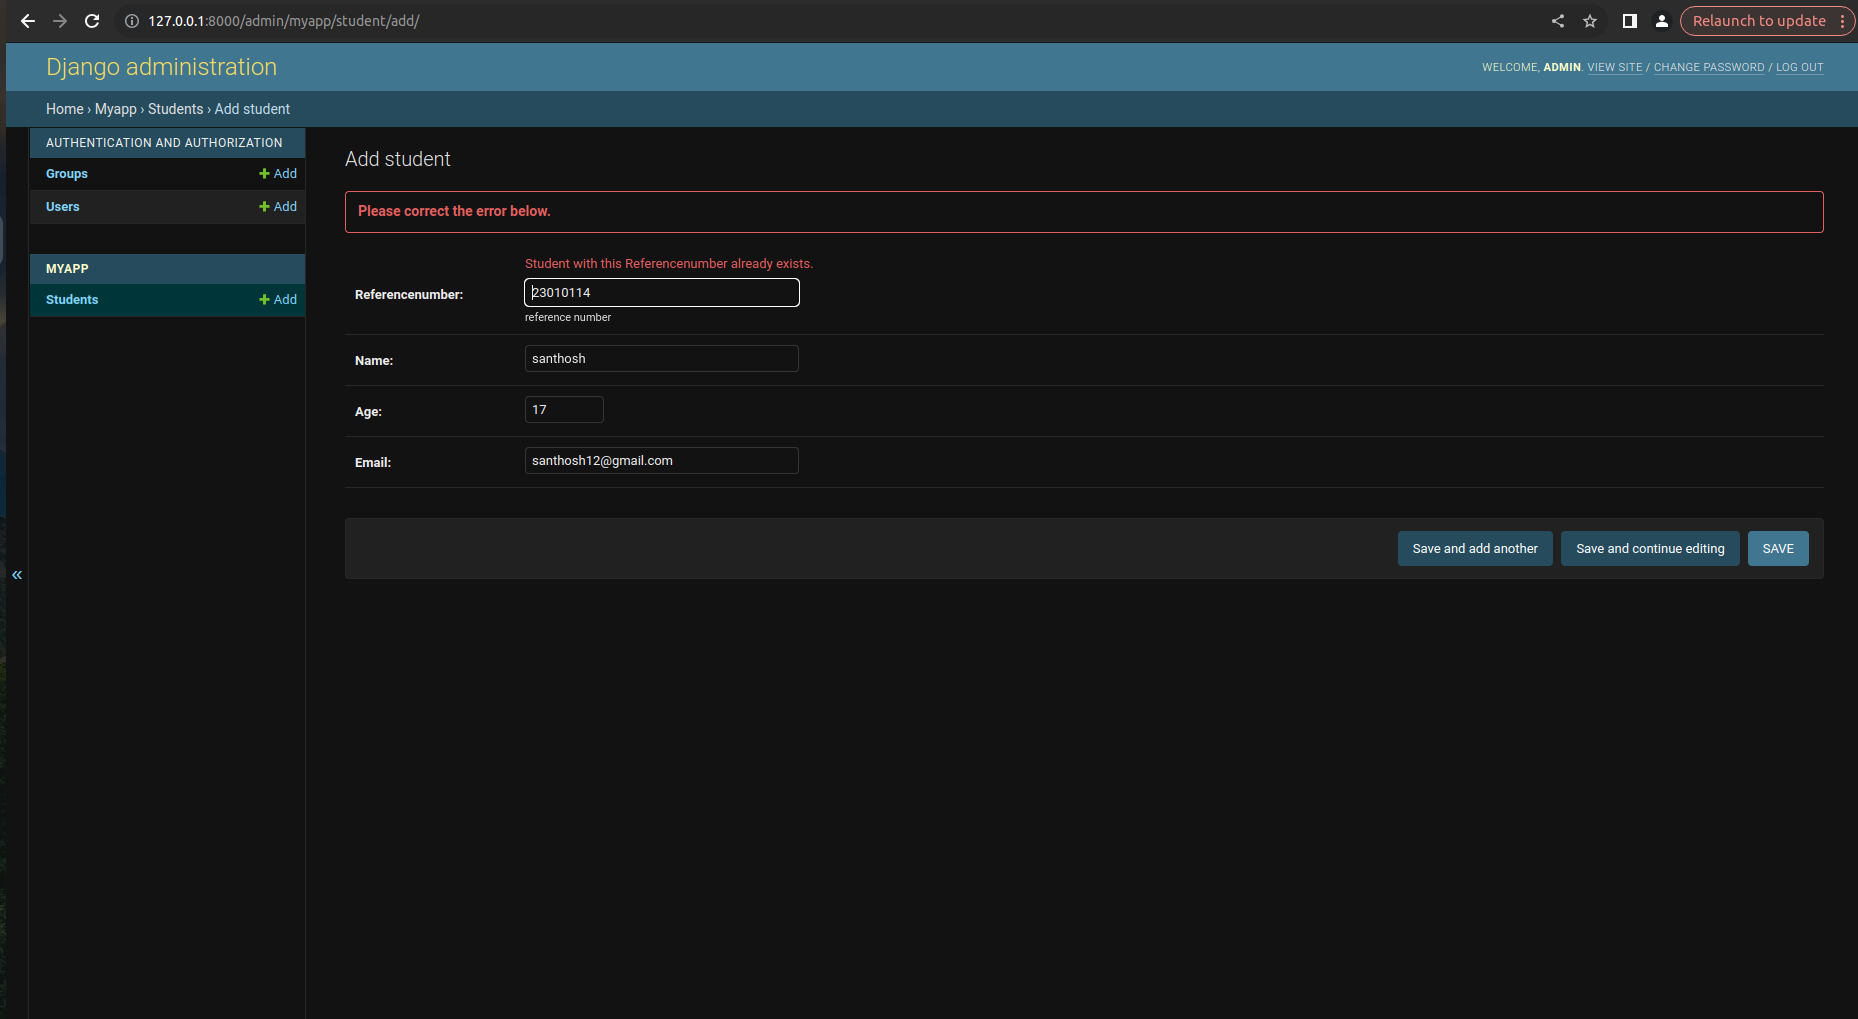 127.0.0.1:8000/admin/myapp/student/add/
Relaunch to update
Django administration
WELCOME, ADMIN. VIEW SITE / CHANGE PASSWORD / LOG OUT
Home › Myapp › Students › Add student
AUTHENTICATION AND AUTHORIZATION
Groups + Add
Users + Add
MYAPP
Students + Add
«
Add student
Please correct the error below.
Student with this Referencenumber already exists.
Referencenumber: 23010114
reference number
Name: santhosh
Age: 17
Email: santhosh12@gmail.com
Save and add another Save and continue editing SAVE